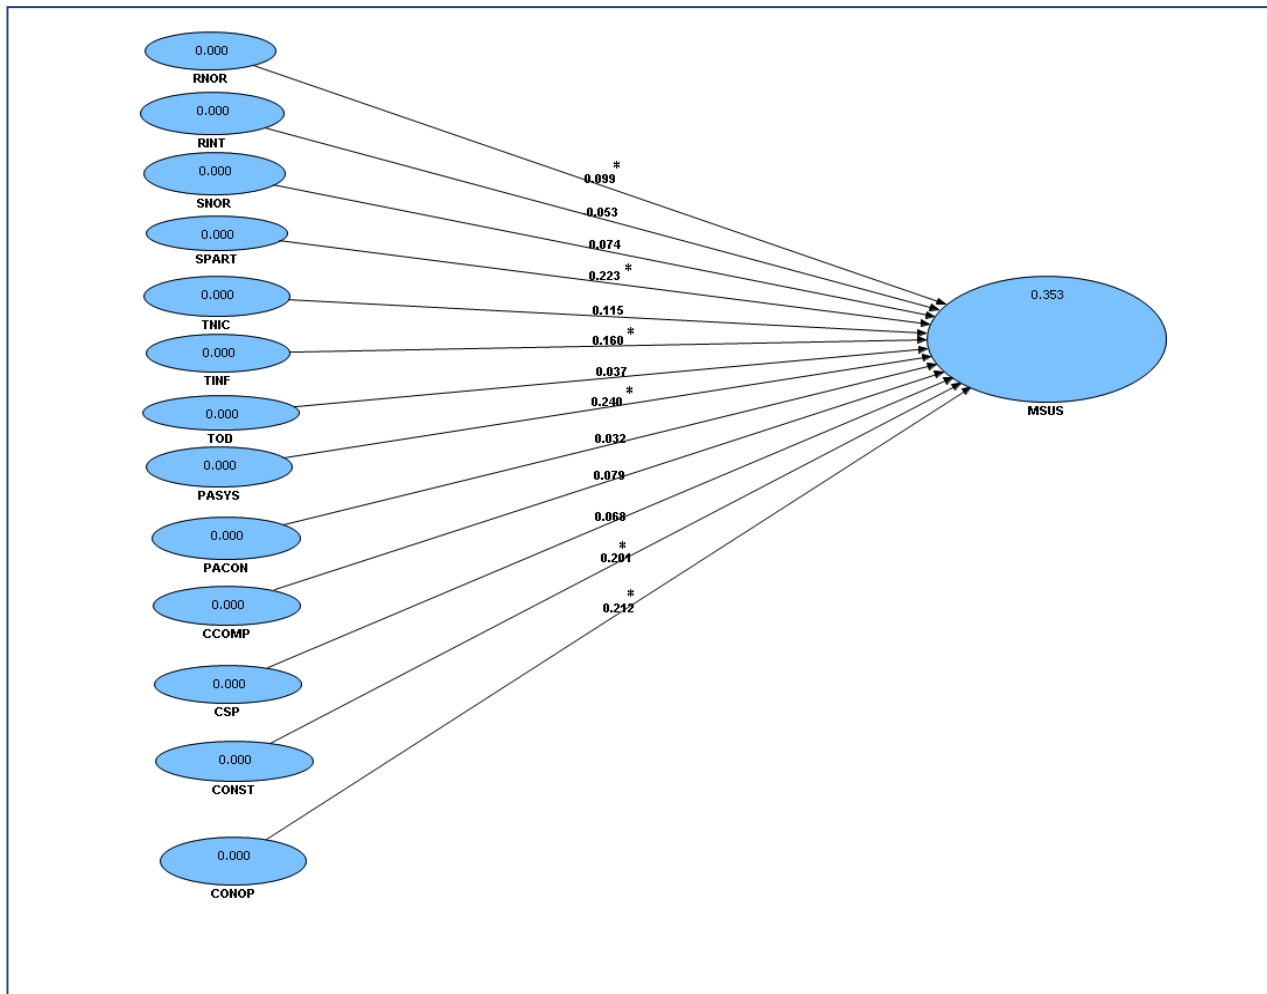 0.000
RNOR
0.000
RINT
0.000
SNOR
0.000
SPART
0.000
TNIC
0.000
TINF
0.000
TOD
0.000
PASYS
0.000
PACON
0.000
CCOMP
0.000
CSP
0.000
CONST
0.000
CONOP
*
0.099
0.053
0.074
*
0.223
0.115
*
0.160
0.037
*
0.240
0.032
0.079
0.068
*
0.201
*
0.212
0.353
MSUS